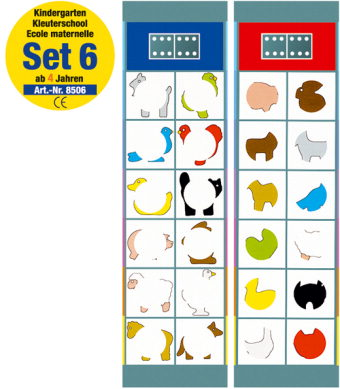 Kindergarten
Kleuterschool
Ecole maternelle
Set 6
ab 4 Jahren
Art.-Nr. 8506
CE